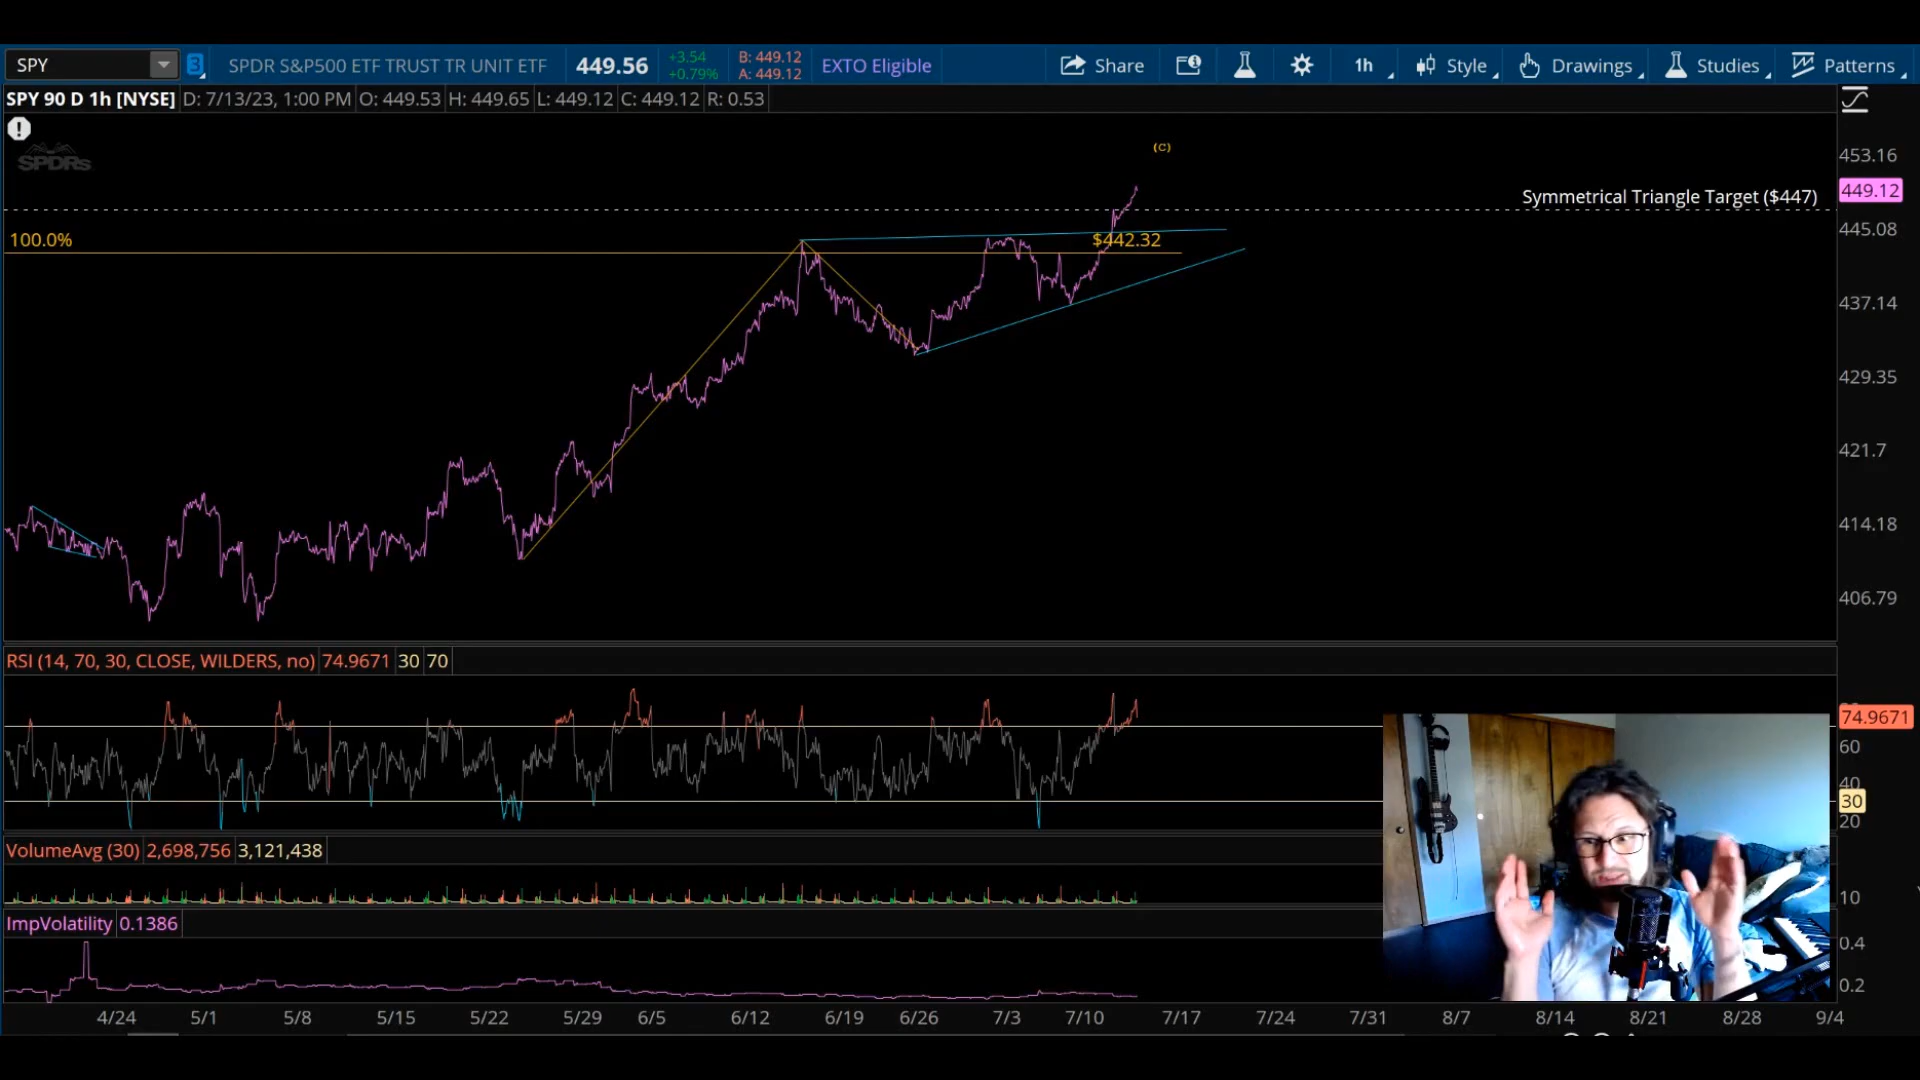 SPY
3
SPDR S&P500 ETF TRUST TR UNIT ETF
449.56
+3.54
+0.79%
B: 449.12
A: 449.12
EXTO Eligible
Share
1h
Style
Drawings
Studies
Patterns
SPY 90 D 1h [NYSE] D: 7/13/23, 1:00 PM O: 449.53 H: 449.65 L: 449.12 C: 449.12 R: 0.53
SPDRs
(C)
453.16
Symmetrical Triangle Target ($447)
449.12
445.08
100.0%
$442.32
437.14
429.35
421.7
414.18
406.79
RSI (14, 70, 30, CLOSE, WILDERS, no) 74.9671 30 70
74.9671
60
40
30
20
VolumeAvg (30) 2,698,756 3,121,438
10
ImpVolatility 0.1386
0.4
0.2
4/24 5/1 5/8 5/15 5/22 5/29 6/5 6/12 6/19 6/26 7/3 7/10 7/17 7/24 7/31 8/7 8/14 8/21 8/28 9/4